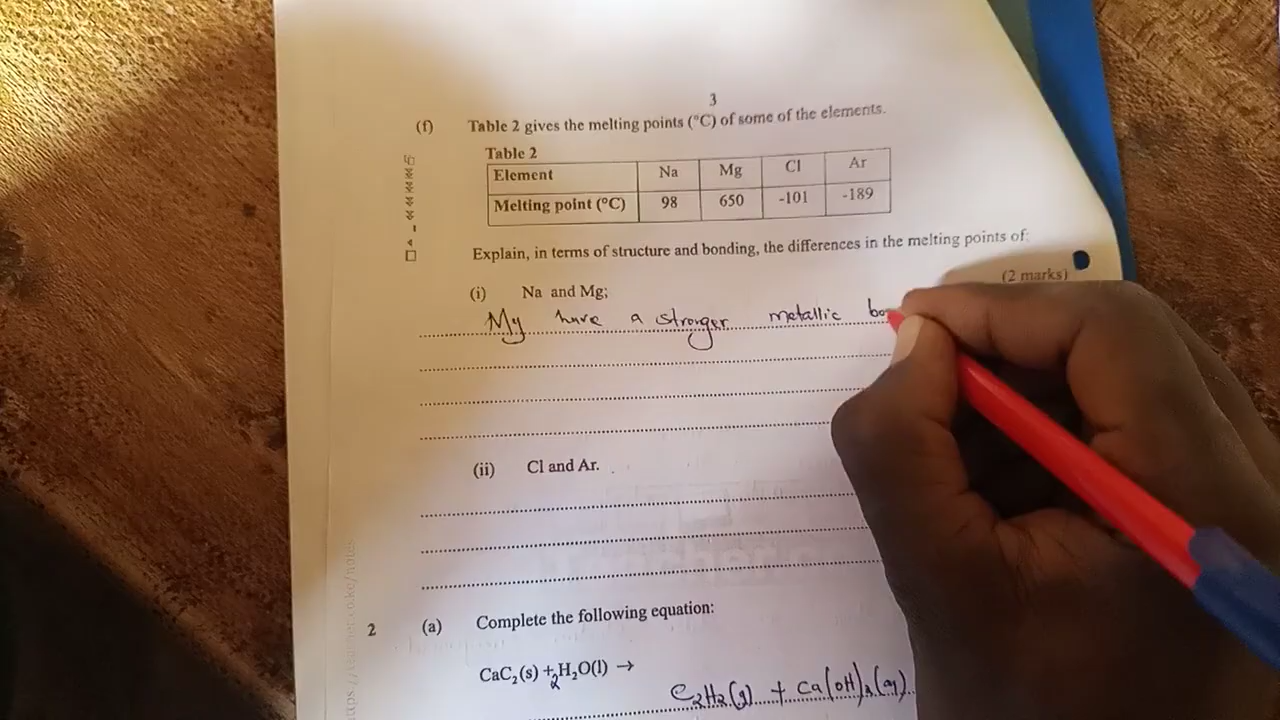 3
(f) Table 2 gives the melting points (°C) of some of the elements.
Table 2
Element Na Mg Cl Ar
Melting point (°C) 98 650 -101 -189
Explain, in terms of structure and bonding, the differences in the melting points of:
(2 marks)
(i) Na and Mg;
Mg have a stronger metallic bo
(ii) Cl and Ar.
2 (a) Complete the following equation:
CaC₂(s) + 2H₂O(l) →
C₂H₂(g) + Ca(OH)₂(aq)